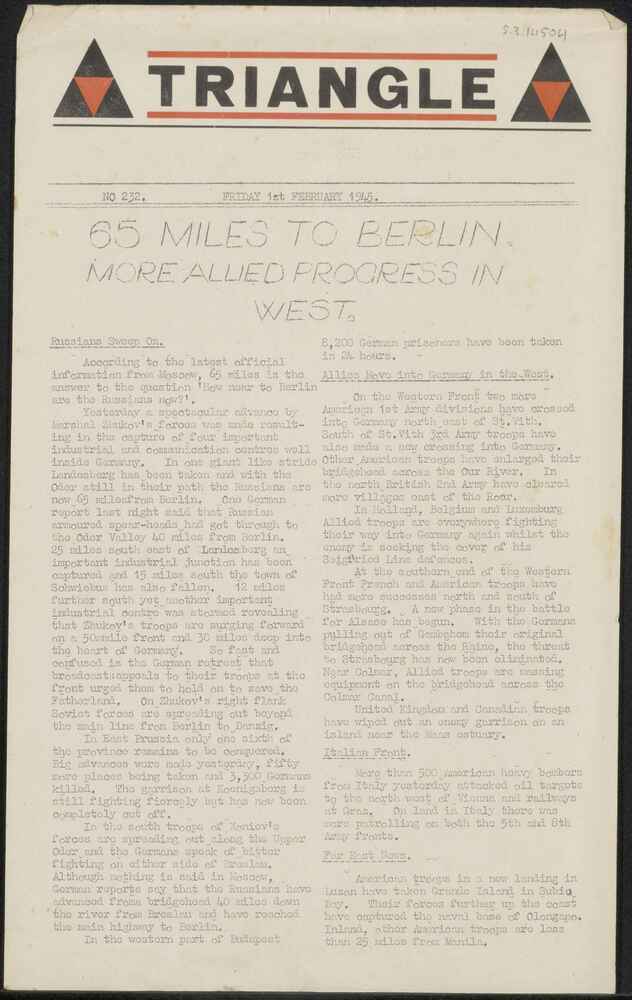 S.3.14504
TRIANGLE
NO 232. FRIDAY 1st FEBRUARY 1945.
65 MILES TO BERLIN.
MORE ALLIED PROGRESS IN
WEST.
Russians Sweep On.
According to the latest official
information from Moscow, 65 miles is the
answer to the question 'How near to Berlin
are the Russians now?'.
Yesterday a spectacular advance by
Marshal Zhukov's forces was made result-
ing in the capture of four important
industrial and communication centres well
inside Germany. In one giant like stride
Landesberg has been taken and with the
Oder still in their path the Russians are
now 65 milesfrom Berlin. One German
report last night said that Russian
armoured spear-heads had got through to
the Oder Valley 40 miles from Berlin.
25 miles south east of Landesberg an
important industrial junction has been
captured and 15 miles south the town of
Schwiebus has also fallen. 12 miles
further south yet another important
industrial centre was stormed revealing
that Zhukov's troops are surging forward
on a 50mile front and 30 miles deep into
the heart of Germany. So fast and
confused is the German retreat that
broadcastsappeals to their troops at the
front urged them to hold on to save the
Fatherland. On Zhukov's right flank
Soviet forces are spreading out beyond
the main line from Berlin to Danzig.
In East Prussia only one sixth of
the province remains to be conquered.
Big advances were made yesterday, fifty
more places being taken and 3,500 Germans
killed. The garrison at Koenigsberg is
still fighting fiercely but has now been
completely cut off.
In the south troops of Koniev's
forces are spreading out along the Upper
Oder and the Germans speak of bitter
fighting on either side of Breslau.
Although nothing is said in Moscow,
German reports say that the Russians have
advanced froma bridgehead 40 miles down
the river from Breslau and have reached
the main highway to Berlin.
In the western part of Budapest
8,200 German prisoners have been taken
in 24 hours.
Allies Move into Germany in the West.
On the Western Front two more
American 1st Army divisions have crossed
into Germany north east of St.Vith.
South of St.Vith 3rd Army troops have
also made a new crossing into Germany.
Other American troops have enlarged their
bridgehead across the Our River. In
the north British 2nd Army have cleared
more villages east of the Roer.
In Holland, Belgium and Luxemburg
Allied troops are everywhere fighting
their way into Germany again whilst the
enemy is seeking the cover of his
Seigfried Line defences.
At the southern end of the Western
Front French and American troops have
had more successes north and south of
Strasbourg. A new phase in the battle
for Alsace has begun. With the Germans
pulling out of Gambshem their original
bridgehead across the Rhine, the threat
to Strasbourg has now been eliminated.
Near Colmar, Allied troops are massing
equipment on the bridgehead across the
Colmar Canal.
United Kingdom and Canadian troops
have wiped out an enemy garrison on an
island near the Maas estuary.
Italian Front.
More than 500 American heavy bombers
from Italy yesterday attacked oil targets
to the north west of Vienna and railways
at Graz. On land in Italy there was
more patrolling on both the 5th and 8th
Army fronts.
Far East News.
American troops in a new landing in
Luzon have taken Grande Island in Subic
Bay. Their forces further up the coast
have captured the naval base of Olongapo.
Inland, other American troops are less
than 25 miles from Manila.